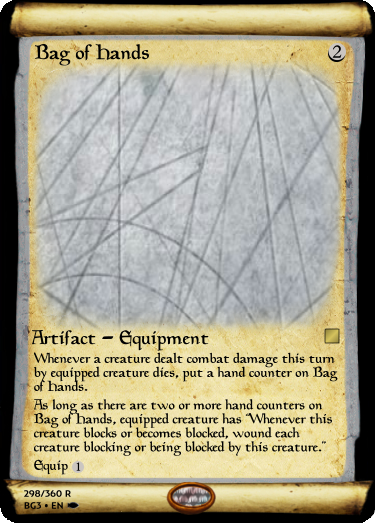 Bag of Hands 2
Artifact – Equipment
Whenever a creature dealt combat damage this turn
by equipped creature dies, put a hand counter on Bag
of Hands.
As long as there are two or more hand counters on
Bag of Hands, equipped creature has "Whenever this
creature blocks or becomes blocked, wound each
creature blocking or being blocked by this creature."
Equip 1
298/360 R
BG3 • EN